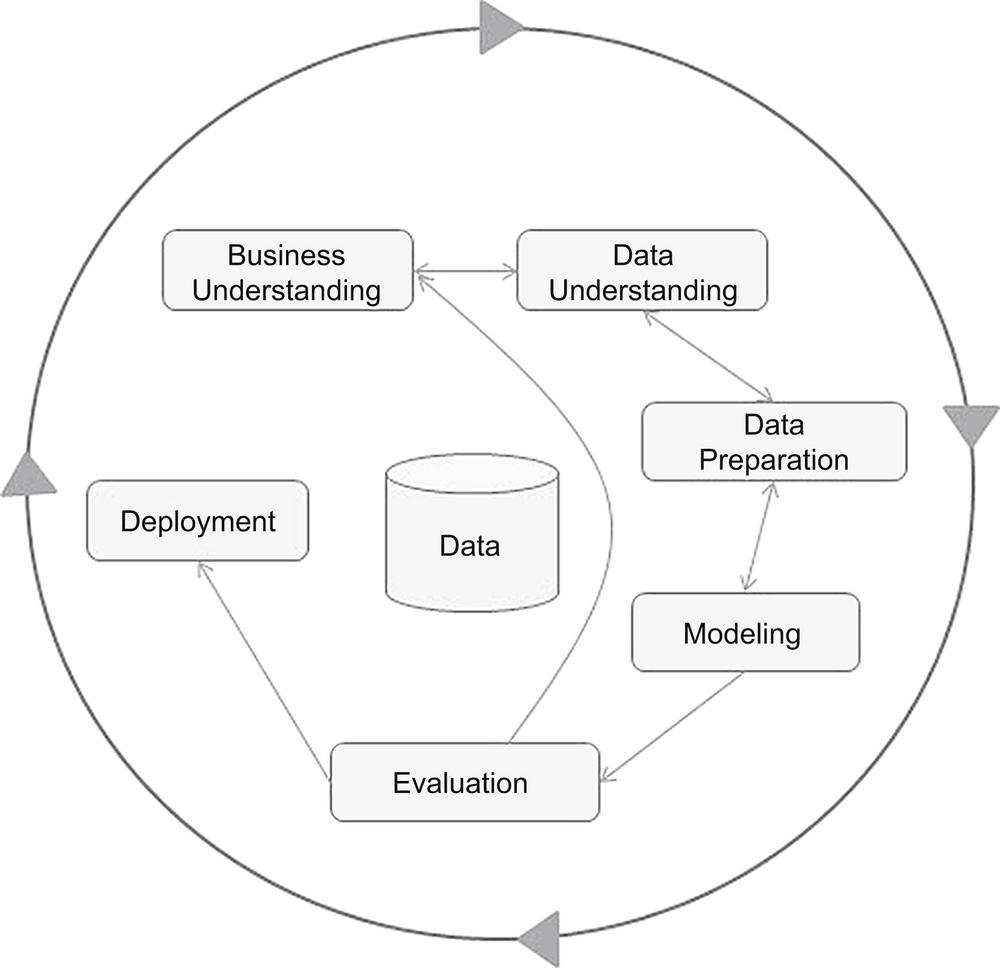 Business
Understanding
Data
Understanding
Data
Preparation
Deployment
Data
Modeling
Evaluation